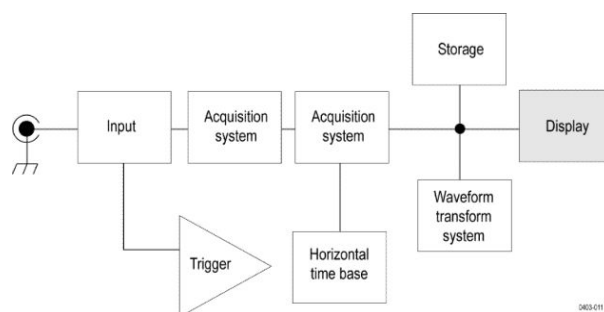 Storage
Input
Acquisition
system
Acquisition
system
Display
Waveform
transform
system
Trigger
Horizontal
time base
0403-011